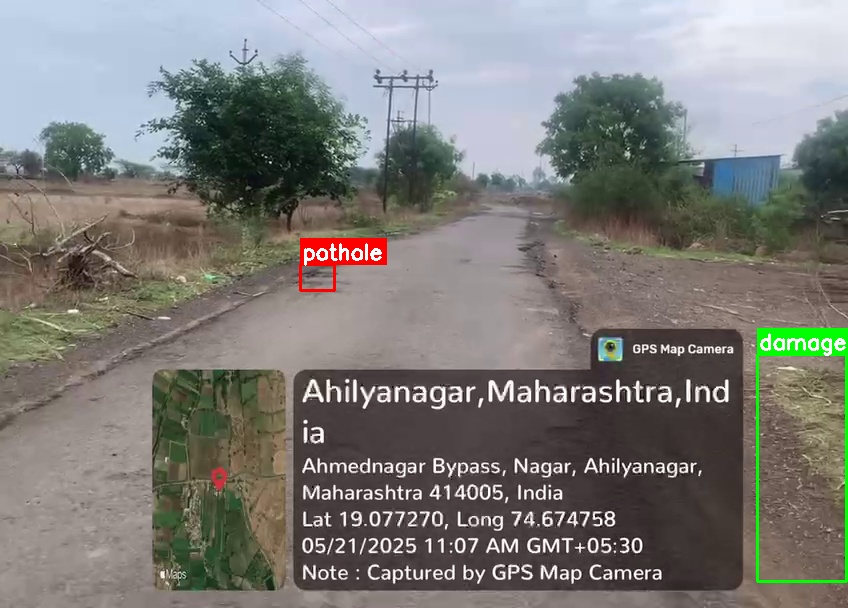 pothole
damage
GPS Map Camera
Ahilyanagar,Maharashtra,Ind
ia
Ahmednagar Bypass, Nagar, Ahilyanagar,
Maharashtra 414005, India
Lat 19.077270, Long 74.674758
05/21/2025 11:07 AM GMT+05:30
Note : Captured by GPS Map Camera
Maps